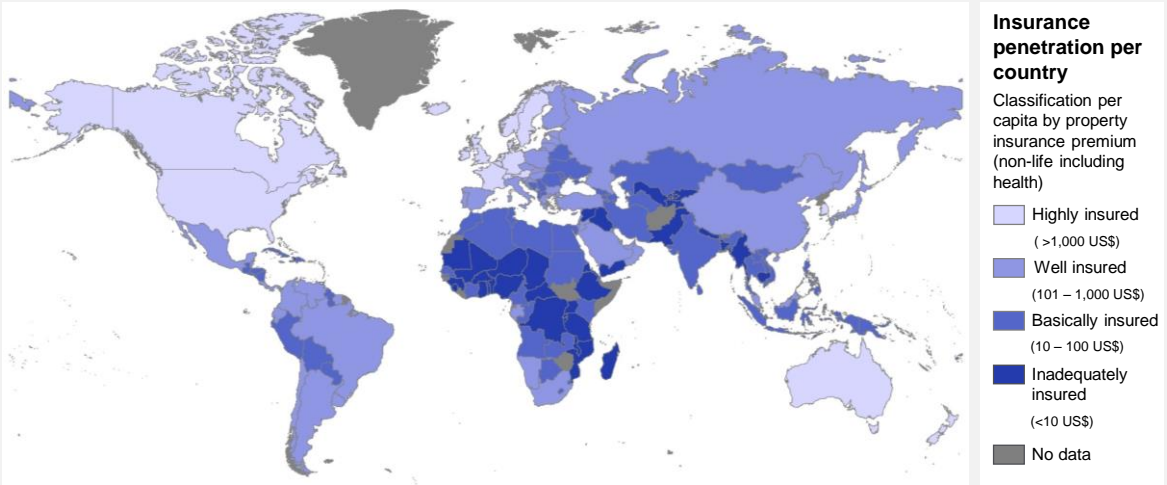 Insurance
penetration per
country
Classification per
capita by property
insurance premium
(non-life including
health)
Highly insured
( >1,000 US$)
Well insured
(101 – 1,000 US$)
Basically insured
(10 – 100 US$)
Inadequately
insured
(<10 US$)
No data